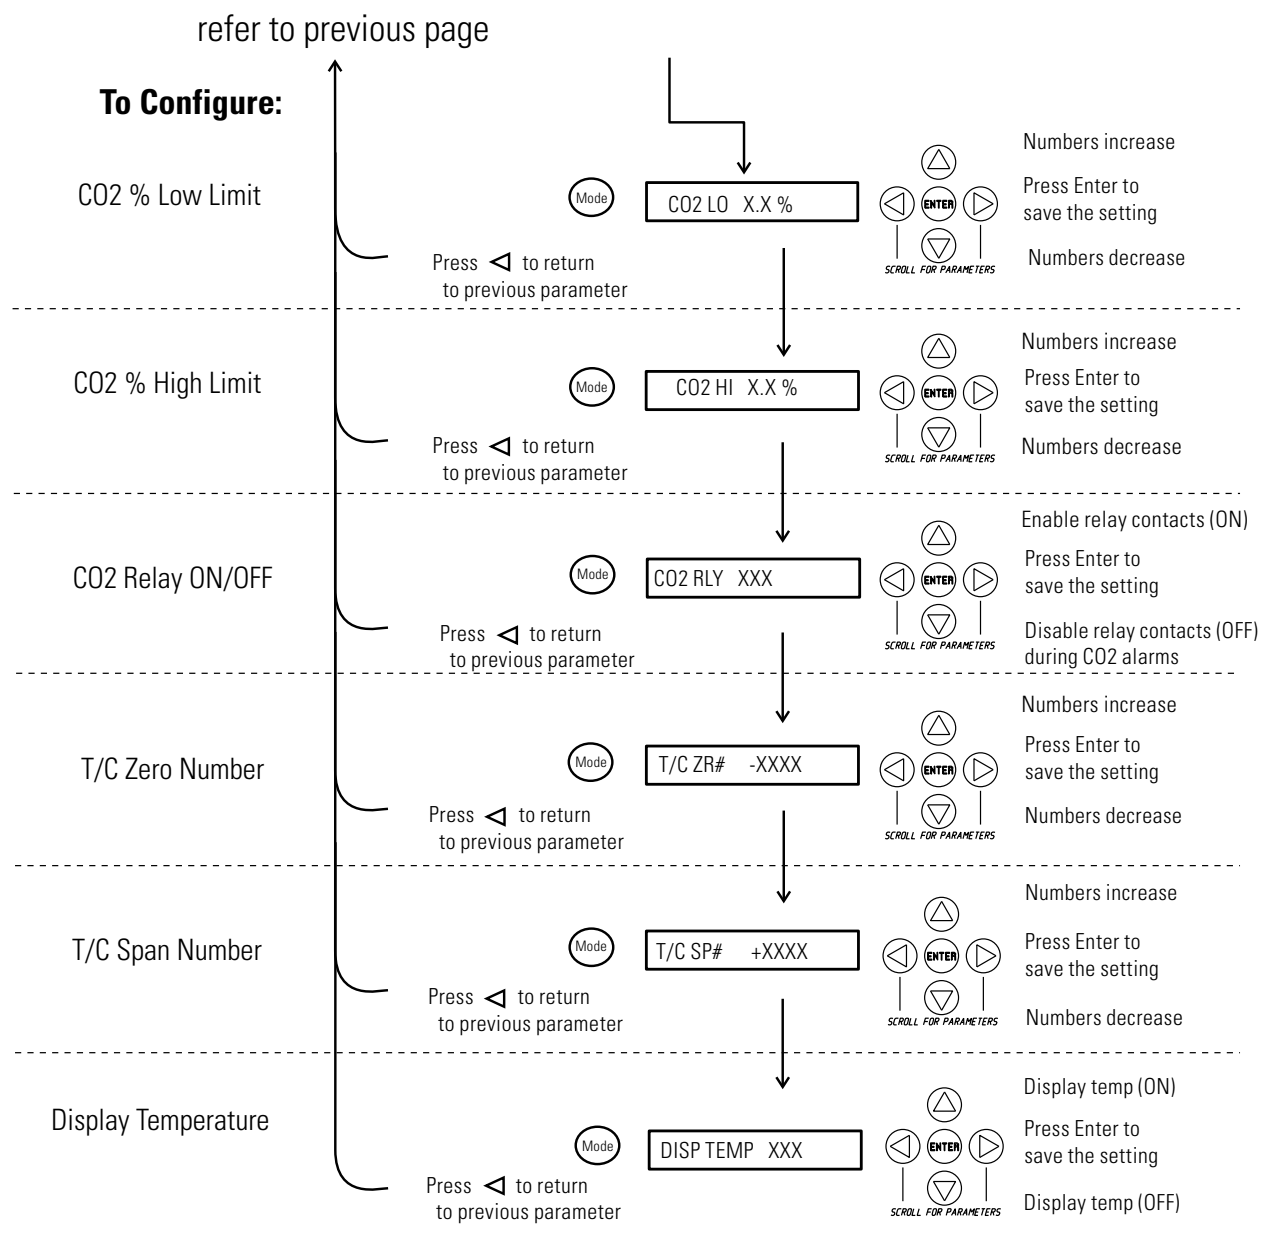 refer to previous page
To Configure:
CO2 % Low Limit
Mode
CO2 LO X.X %
ENTER
SCROLL FOR PARAMETERS
Numbers increase
Press Enter to
save the setting
Numbers decrease
Press to return
to previous parameter
CO2 % High Limit
Mode
CO2 HI X.X %
ENTER
SCROLL FOR PARAMETERS
Numbers increase
Press Enter to
save the setting
Numbers decrease
Press to return
to previous parameter
CO2 Relay ON/OFF
Mode
CO2 RLY XXX
ENTER
SCROLL FOR PARAMETERS
Enable relay contacts (ON)
Press Enter to
save the setting
Disable relay contacts (OFF)
during CO2 alarms
Press to return
to previous parameter
T/C Zero Number
Mode
T/C ZR# -XXXX
ENTER
SCROLL FOR PARAMETERS
Numbers increase
Press Enter to
save the setting
Numbers decrease
Press to return
to previous parameter
T/C Span Number
Mode
T/C SP# +XXXX
ENTER
SCROLL FOR PARAMETERS
Numbers increase
Press Enter to
save the setting
Numbers decrease
Press to return
to previous parameter
Display Temperature
Mode
DISP TEMP XXX
ENTER
SCROLL FOR PARAMETERS
Display temp (ON)
Press Enter to
save the setting
Display temp (OFF)
Press to return
to previous parameter